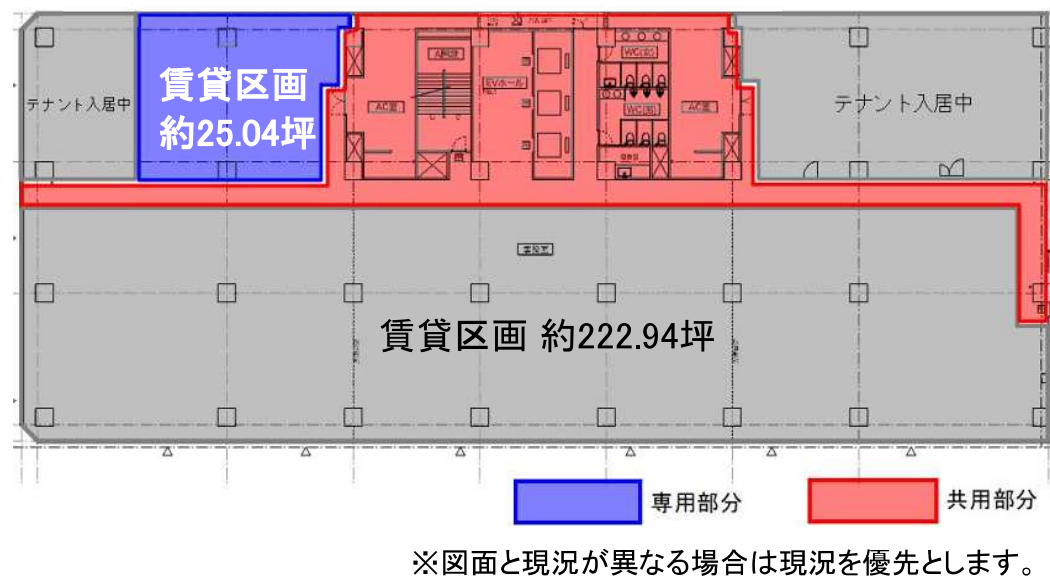 A階段
WC(女)
賃貸区画
約25.04坪
EVホール
テナント入居中
AC室
WC(男)
AC室
テナント入居中
賃貸区画 約222.94坪
専用部分
共用部分
※図面と現況が異なる場合は現況を優先とします。